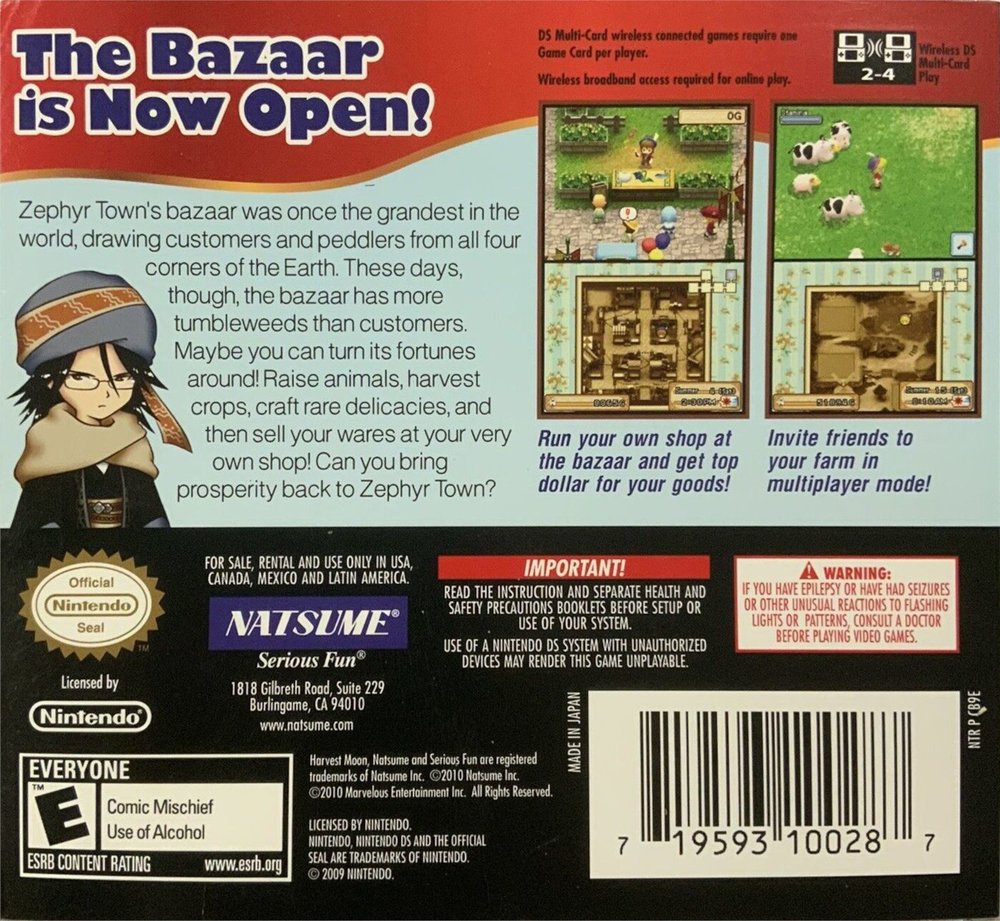 The Bazaar
is Now Open!
DS Multi-Card wireless connected games require one
Game Card per player.
Wireless broadband access required for online play.
2-4
Wireless DS
Multi-Card
Play
Zephyr Town's bazaar was once the grandest in the
world, drawing customers and peddlers from all four
corners of the Earth. These days,
though, the bazaar has more
tumbleweeds than customers.
Maybe you can turn its fortunes
around! Raise animals, harvest
crops, craft rare delicacies, and
then sell your wares at your very
own shop! Can you bring
prosperity back to Zephyr Town?
0G
Stamina
Summer 4 (Sat)
2:30PM
Summer 15 (Sat)
Run your own shop at
the bazaar and get top
dollar for your goods!
Invite friends to
your farm in
multiplayer mode!
Official
Nintendo
Seal
TM
Licensed by
Nintendo®
FOR SALE, RENTAL AND USE ONLY IN USA,
CANADA, MEXICO AND LATIN AMERICA.
NATSUME®
Serious Fun®
1818 Gilbreth Road, Suite 229
Burlingame, CA 94010
www.natsume.com
IMPORTANT!
READ THE INSTRUCTION AND SEPARATE HEALTH AND
SAFETY PRECAUTIONS BOOKLETS BEFORE SETUP OR
USE OF YOUR SYSTEM.
USE OF A NINTENDO DS SYSTEM WITH UNAUTHORIZED
DEVICES MAY RENDER THIS GAME UNPLAYABLE.
WARNING:
IF YOU HAVE EPILEPSY OR HAVE HAD SEIZURES
OR OTHER UNUSUAL REACTIONS TO FLASHING
LIGHTS OR PATTERNS, CONSULT A DOCTOR
BEFORE PLAYING VIDEO GAMES.
EVERYONE
TM
E
Comic Mischief
Use of Alcohol
ESRB CONTENT RATING www.esrb.org
Harvest Moon, Natsume and Serious Fun are registered
trademarks of Natsume Inc. ©2010 Natsume Inc.
©2010 Marvelous Entertainment Inc. All Rights Reserved.
LICENSED BY NINTENDO.
NINTENDO, NINTENDO DS AND THE OFFICIAL
SEAL ARE TRADEMARKS OF NINTENDO.
© 2009 NINTENDO.
MADE IN JAPAN
7 19593 10028 7
NTR P CB9E